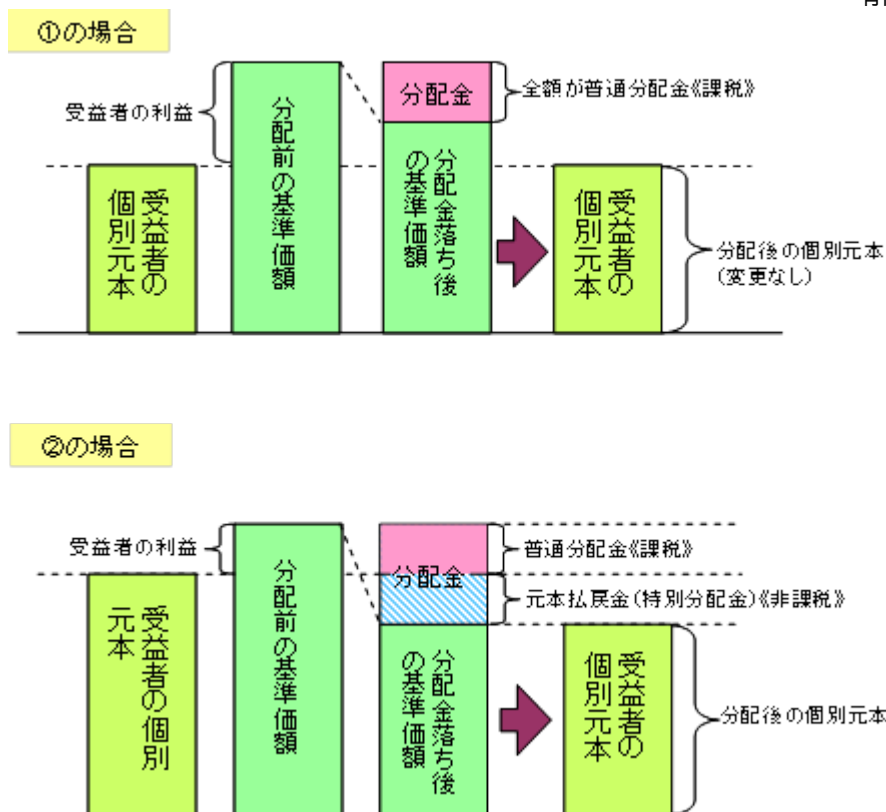 ①の場合
受益者の利益
分配前の基準価額
分配金
全額が普通分配金《課税》
受益者の
個別元本
分配金落ち後
の基準価額
受益者の
個別元本
分配後の個別元本
(変更なし)
②の場合
受益者の利益
分配前の基準価額
分配金
普通分配金《課税》
元本払戻金(特別分配金)《非課税》
受益者の個別
元本
分配金落ち後
の基準価額
受益者の
個別元本
分配後の個別元本